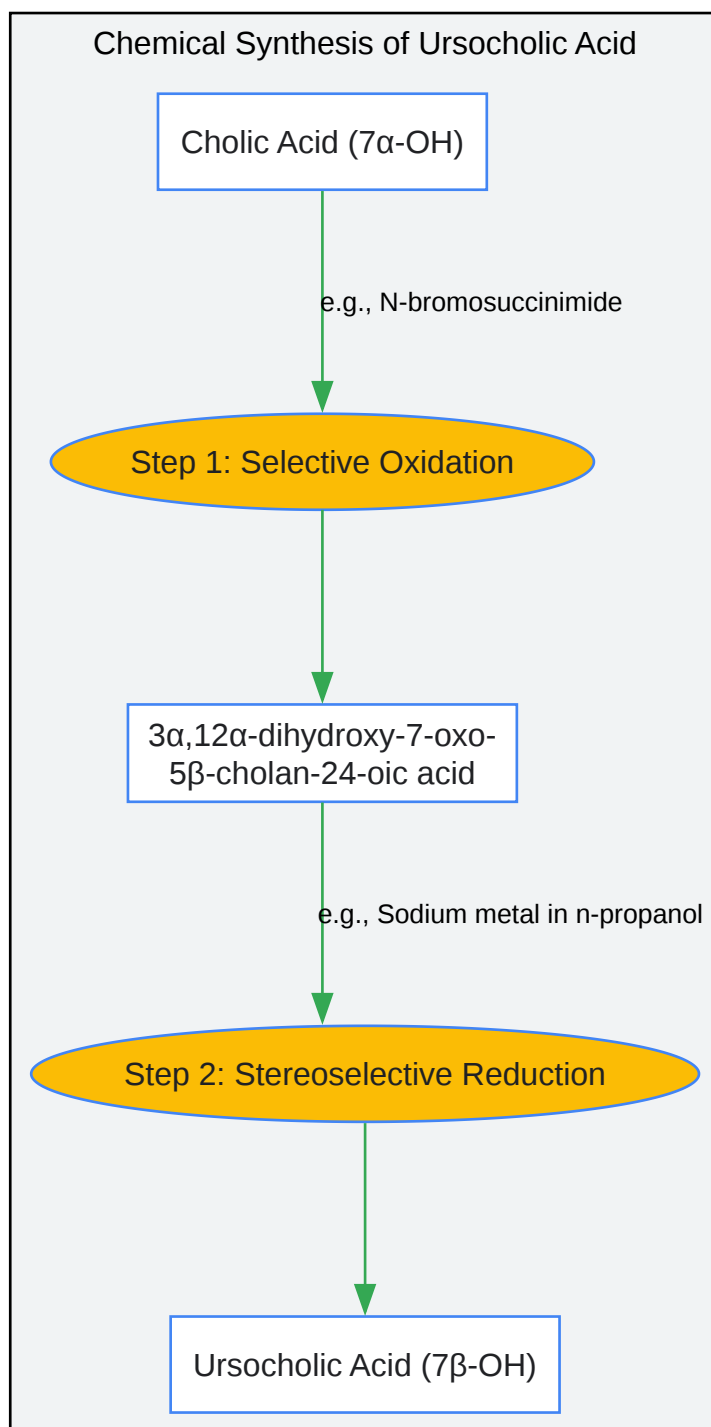 Chemical Synthesis of Ursocholic Acid
Cholic Acid (7α-OH)
e.g., N-bromosuccinimide
Step 1: Selective Oxidation
3α,12α-dihydroxy-7-oxo-
5β-cholan-24-oic acid
e.g., Sodium metal in n-propanol
Step 2: Stereoselective Reduction
Ursocholic Acid (7β-OH)